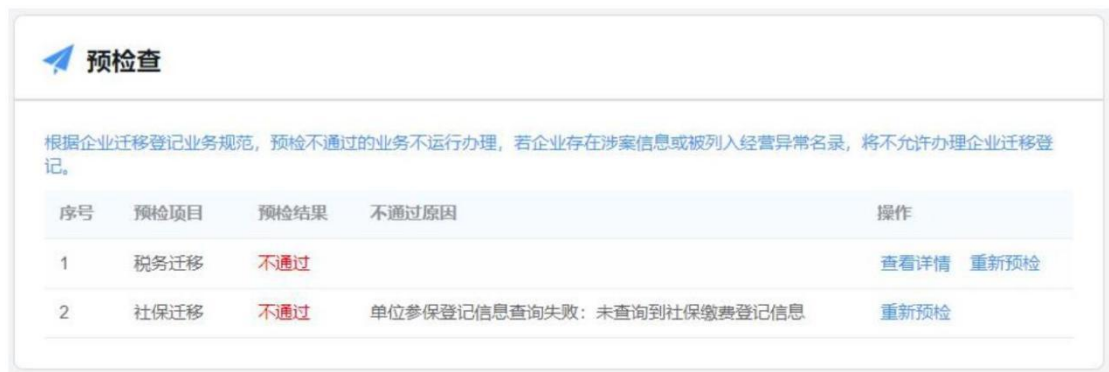 预检查
根据企业迁移登记业务规范，预检不通过的业务不运行办理，若企业存在涉案信息或被列入经营异常名录，将不允许办理企业迁移登
记。
序号 预检项目 预检结果 不通过原因 操作
1 税务迁移 不通过 查看详情 重新预检
2 社保迁移 不通过 单位参保登记信息查询失败：未查询到社保缴费登记信息 重新预检